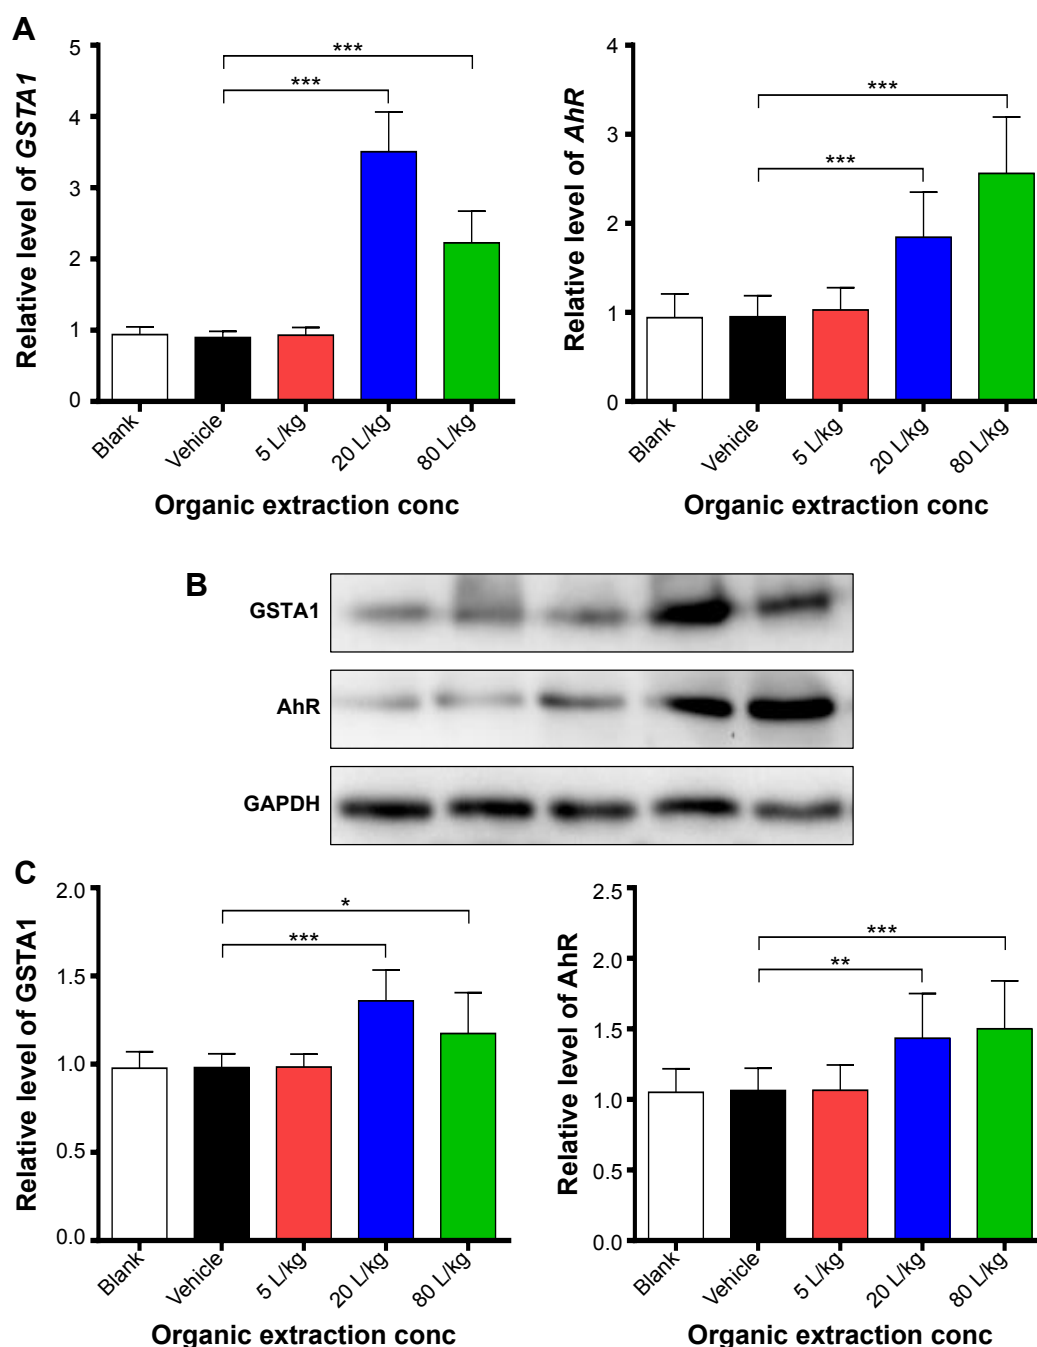 A
Relative level of GSTA1
5
4
3
2
1
0
***
***
Blank
Vehicle
5 L/kg
20 L/kg
80 L/kg
Organic extraction conc
Relative level of AhR
4
3
2
1
0
***
***
Blank
Vehicle
5 L/kg
20 L/kg
80 L/kg
Organic extraction conc
B
GSTA1
AhR
GAPDH
C
Relative level of GSTA1
2.0
1.5
1.0
0.5
0.0
*
***
Blank
Vehicle
5 L/kg
20 L/kg
80 L/kg
Organic extraction conc
Relative level of AhR
2.5
2.0
1.5
1.0
0.5
0.0
***
**
Blank
Vehicle
5 L/kg
20 L/kg
80 L/kg
Organic extraction conc